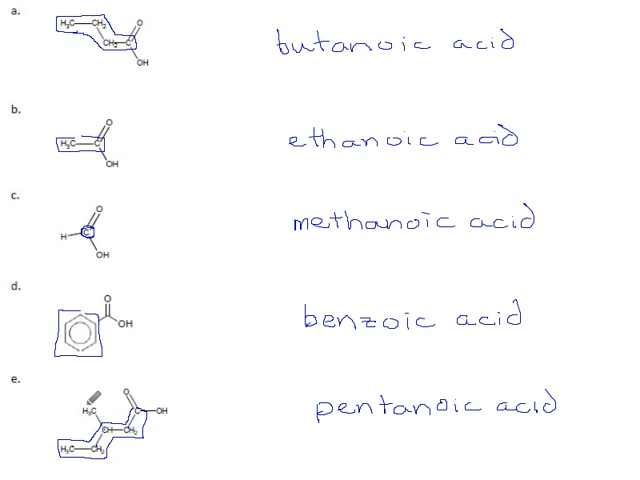 a.
H₃C—CH₂
O
CH₂—C
OH
butanoic acid
b.
O
H₃C—C
OH
ethanoic acid
c.
O
H—C
OH
methanoic acid
d.
O
OH
benzoic acid
e.
O
H₃C
C—OH
CH—CH₂
H₃C—CH₂
pentanoic acid